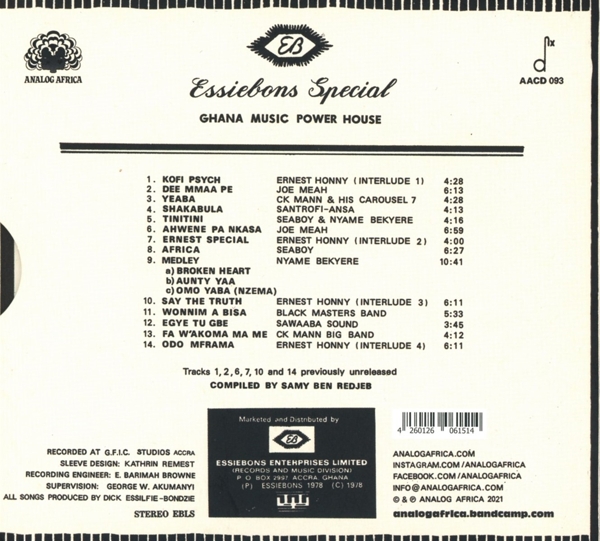 ANALOG AFRICA
EB
Essiebons Special
GHANA MUSIC POWER HOUSE
AACD 093
1. KOFI PSYCH ERNEST HONNY (INTERLUDE 1) 4:28
2. DEE MMAA PE JOE MEAH 6:13
3. YEABA CK MANN & HIS CAROUSEL 7 4:28
4. SHAKABULA SANTROFI-ANSA 4:13
5. TINITINI SEABOY & NYAME BEKYERE 4:16
6. AHWENE PA NKASA JOE MEAH 6:59
7. ERNEST SPECIAL ERNEST HONNY (INTERLUDE 2) 4:00
8. AFRICA SEABOY 6:27
9. MEDLEY NYAME BEKYERE 10:41
a) BROKEN HEART
b) AUNTY YAA
c) OMO YABA (NZEMA)
10. SAY THE TRUTH ERNEST HONNY (INTERLUDE 3) 6:11
11. WONNIM A BISA BLACK MASTERS BAND 5:33
12. EGYE TU GBE SAWAABA SOUND 3:45
13. FA W'AKOMA MA ME CK MANN BIG BAND 4:12
14. ODO MFRAMA ERNEST HONNY (INTERLUDE 4) 6:11
Tracks 1, 2, 6, 7, 10 and 14 previously unreleased
COMPILED BY SAMY BEN REDJEB
RECORDED AT G.F.I.C. STUDIOS ACCRA
SLEEVE DESIGN: KATHRIN REMEST
RECORDING ENGINEER: E. BARIMAH BROWNE
SUPERVISION: GEORGE W. AKUMANYI
ALL SONGS PRODUCED BY DICK ESSILFIE-BONDZIE
STEREO EBLS
Marketed and Distributed by
EB
ESSIEBONS ENTERPRISES LIMITED
(RECORDS AND MUSIC DIVISION)
P O BOX 2997 ACCRA, GHANA
(P) ESSIEBONS 1978 (C) 1978
4 260126 061514
ANALOGAFRICA.COM
INSTAGRAM.COM/ANALOGAFRICA
FACEBOOK.COM/ANALOGAFRICA
INFO@ANALOGAFRICA.COM
© & ℗ ANALOG AFRICA 2021
analogafrica.bandcamp.com